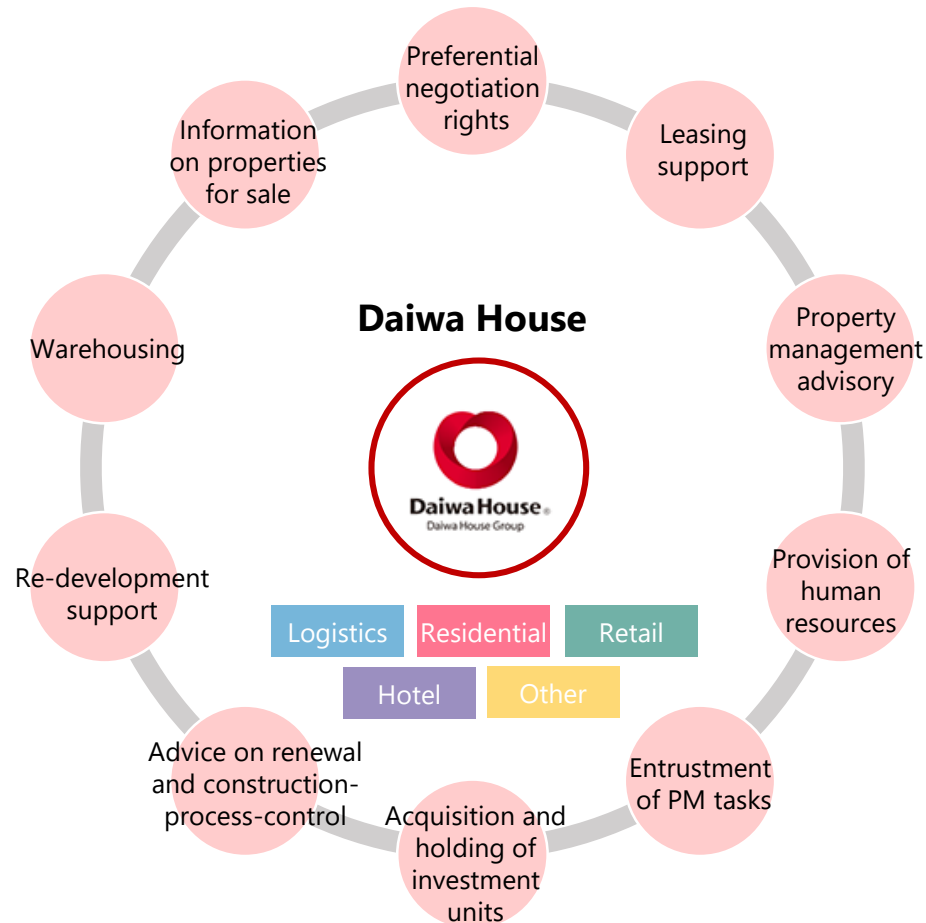 Preferential
negotiation
rights
Leasing
support
Property
management
advisory
Provision of
human
resources
Entrustment
of PM tasks
Acquisition and
holding of
investment
units
Advice on renewal
and construction-
process-control
Re-development
support
Warehousing
Information
on properties
for sale
Daiwa House
DaiwaHouse®
Daiwa House Group
Logistics
Residential
Retail
Hotel
Other